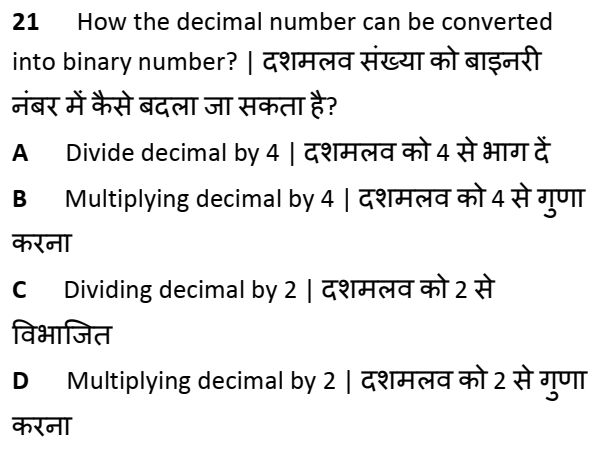 21 How the decimal number can be converted
into binary number? | दशमलव संख्या को बाइनरी
नंबर में कैसे बदला जा सकता है?
A Divide decimal by 4 | दशमलव को 4 से भाग दें
B Multiplying decimal by 4 | दशमलव को 4 से गुणा
करना
C Dividing decimal by 2 | दशमलव को 2 से
विभाजित
D Multiplying decimal by 2 | दशमलव को 2 से गुणा
करना